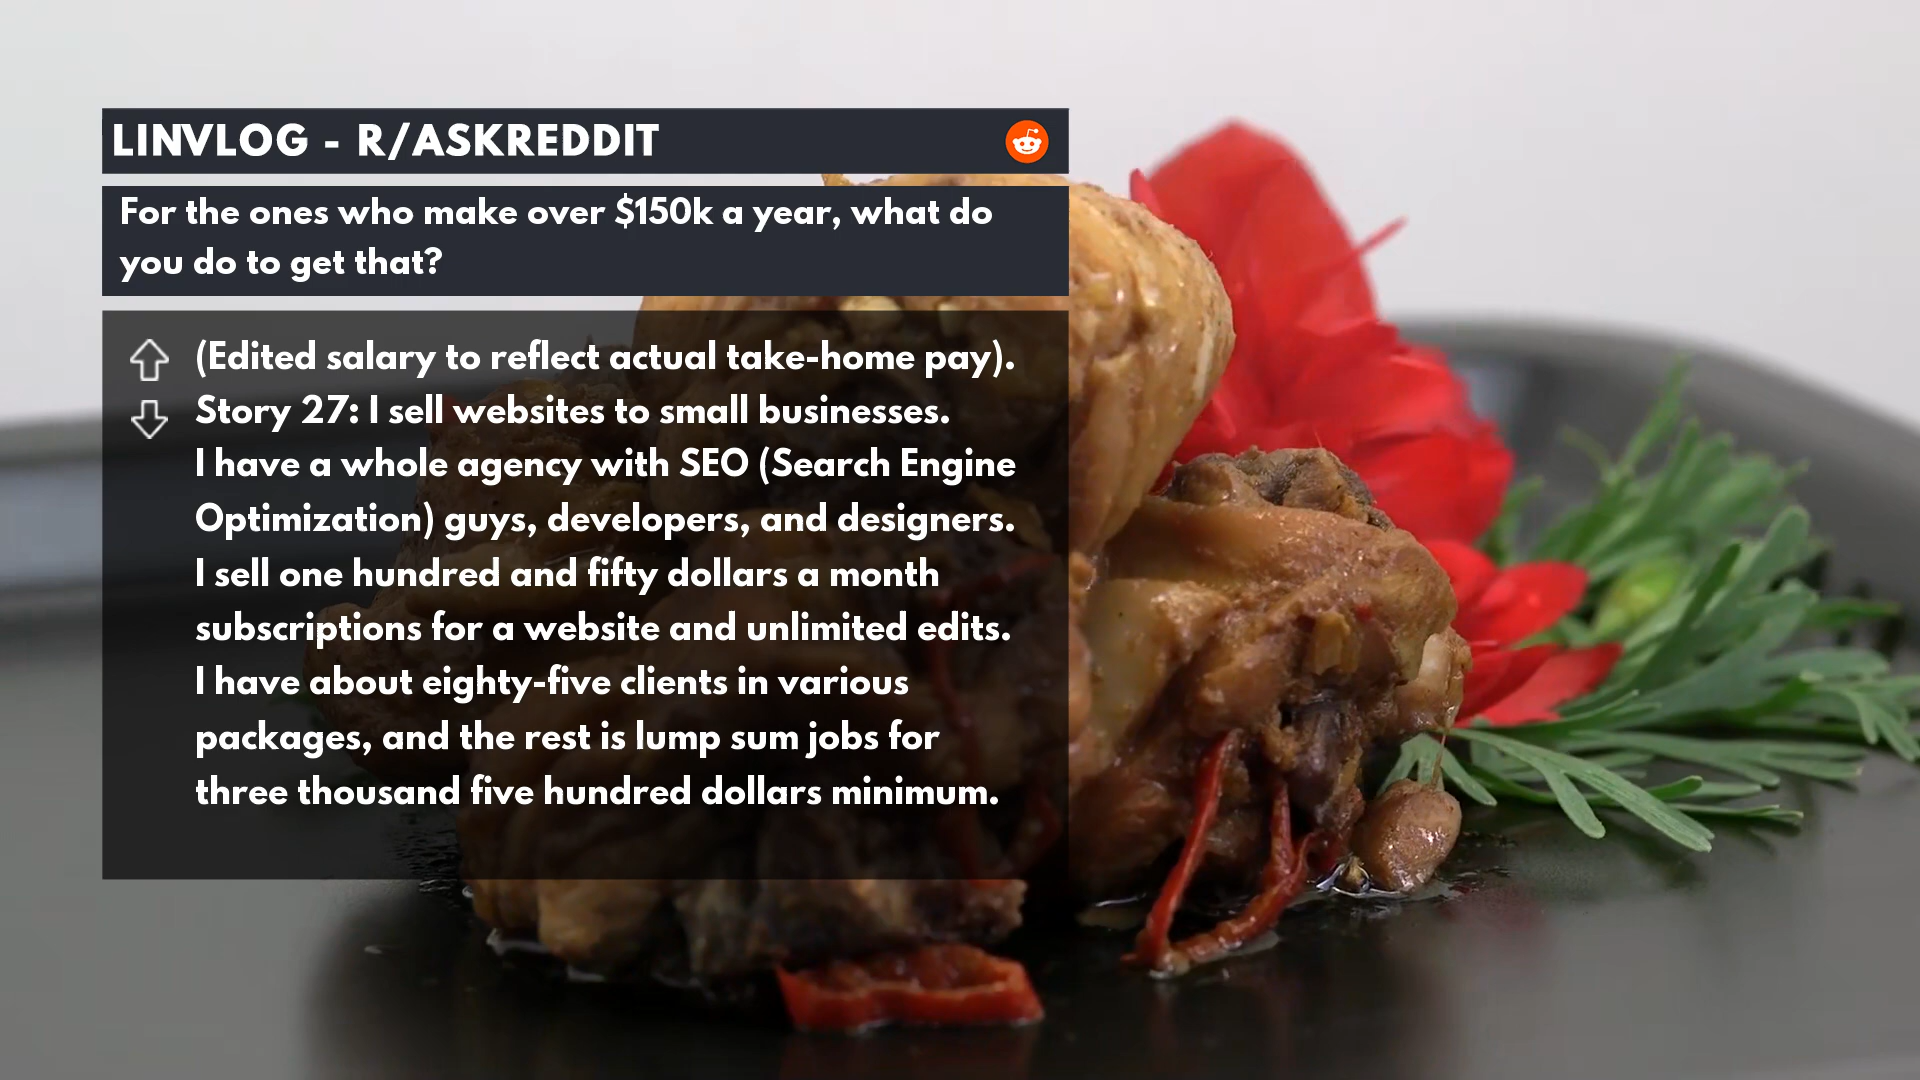 LINVLOG - R/ASKREDDIT
For the ones who make over $150k a year, what do
you do to get that?
(Edited salary to reflect actual take-home pay).
Story 27: I sell websites to small businesses.
I have a whole agency with SEO (Search Engine
Optimization) guys, developers, and designers.
I sell one hundred and fifty dollars a month
subscriptions for a website and unlimited edits.
I have about eighty-five clients in various
packages, and the rest is lump sum jobs for
three thousand five hundred dollars minimum.